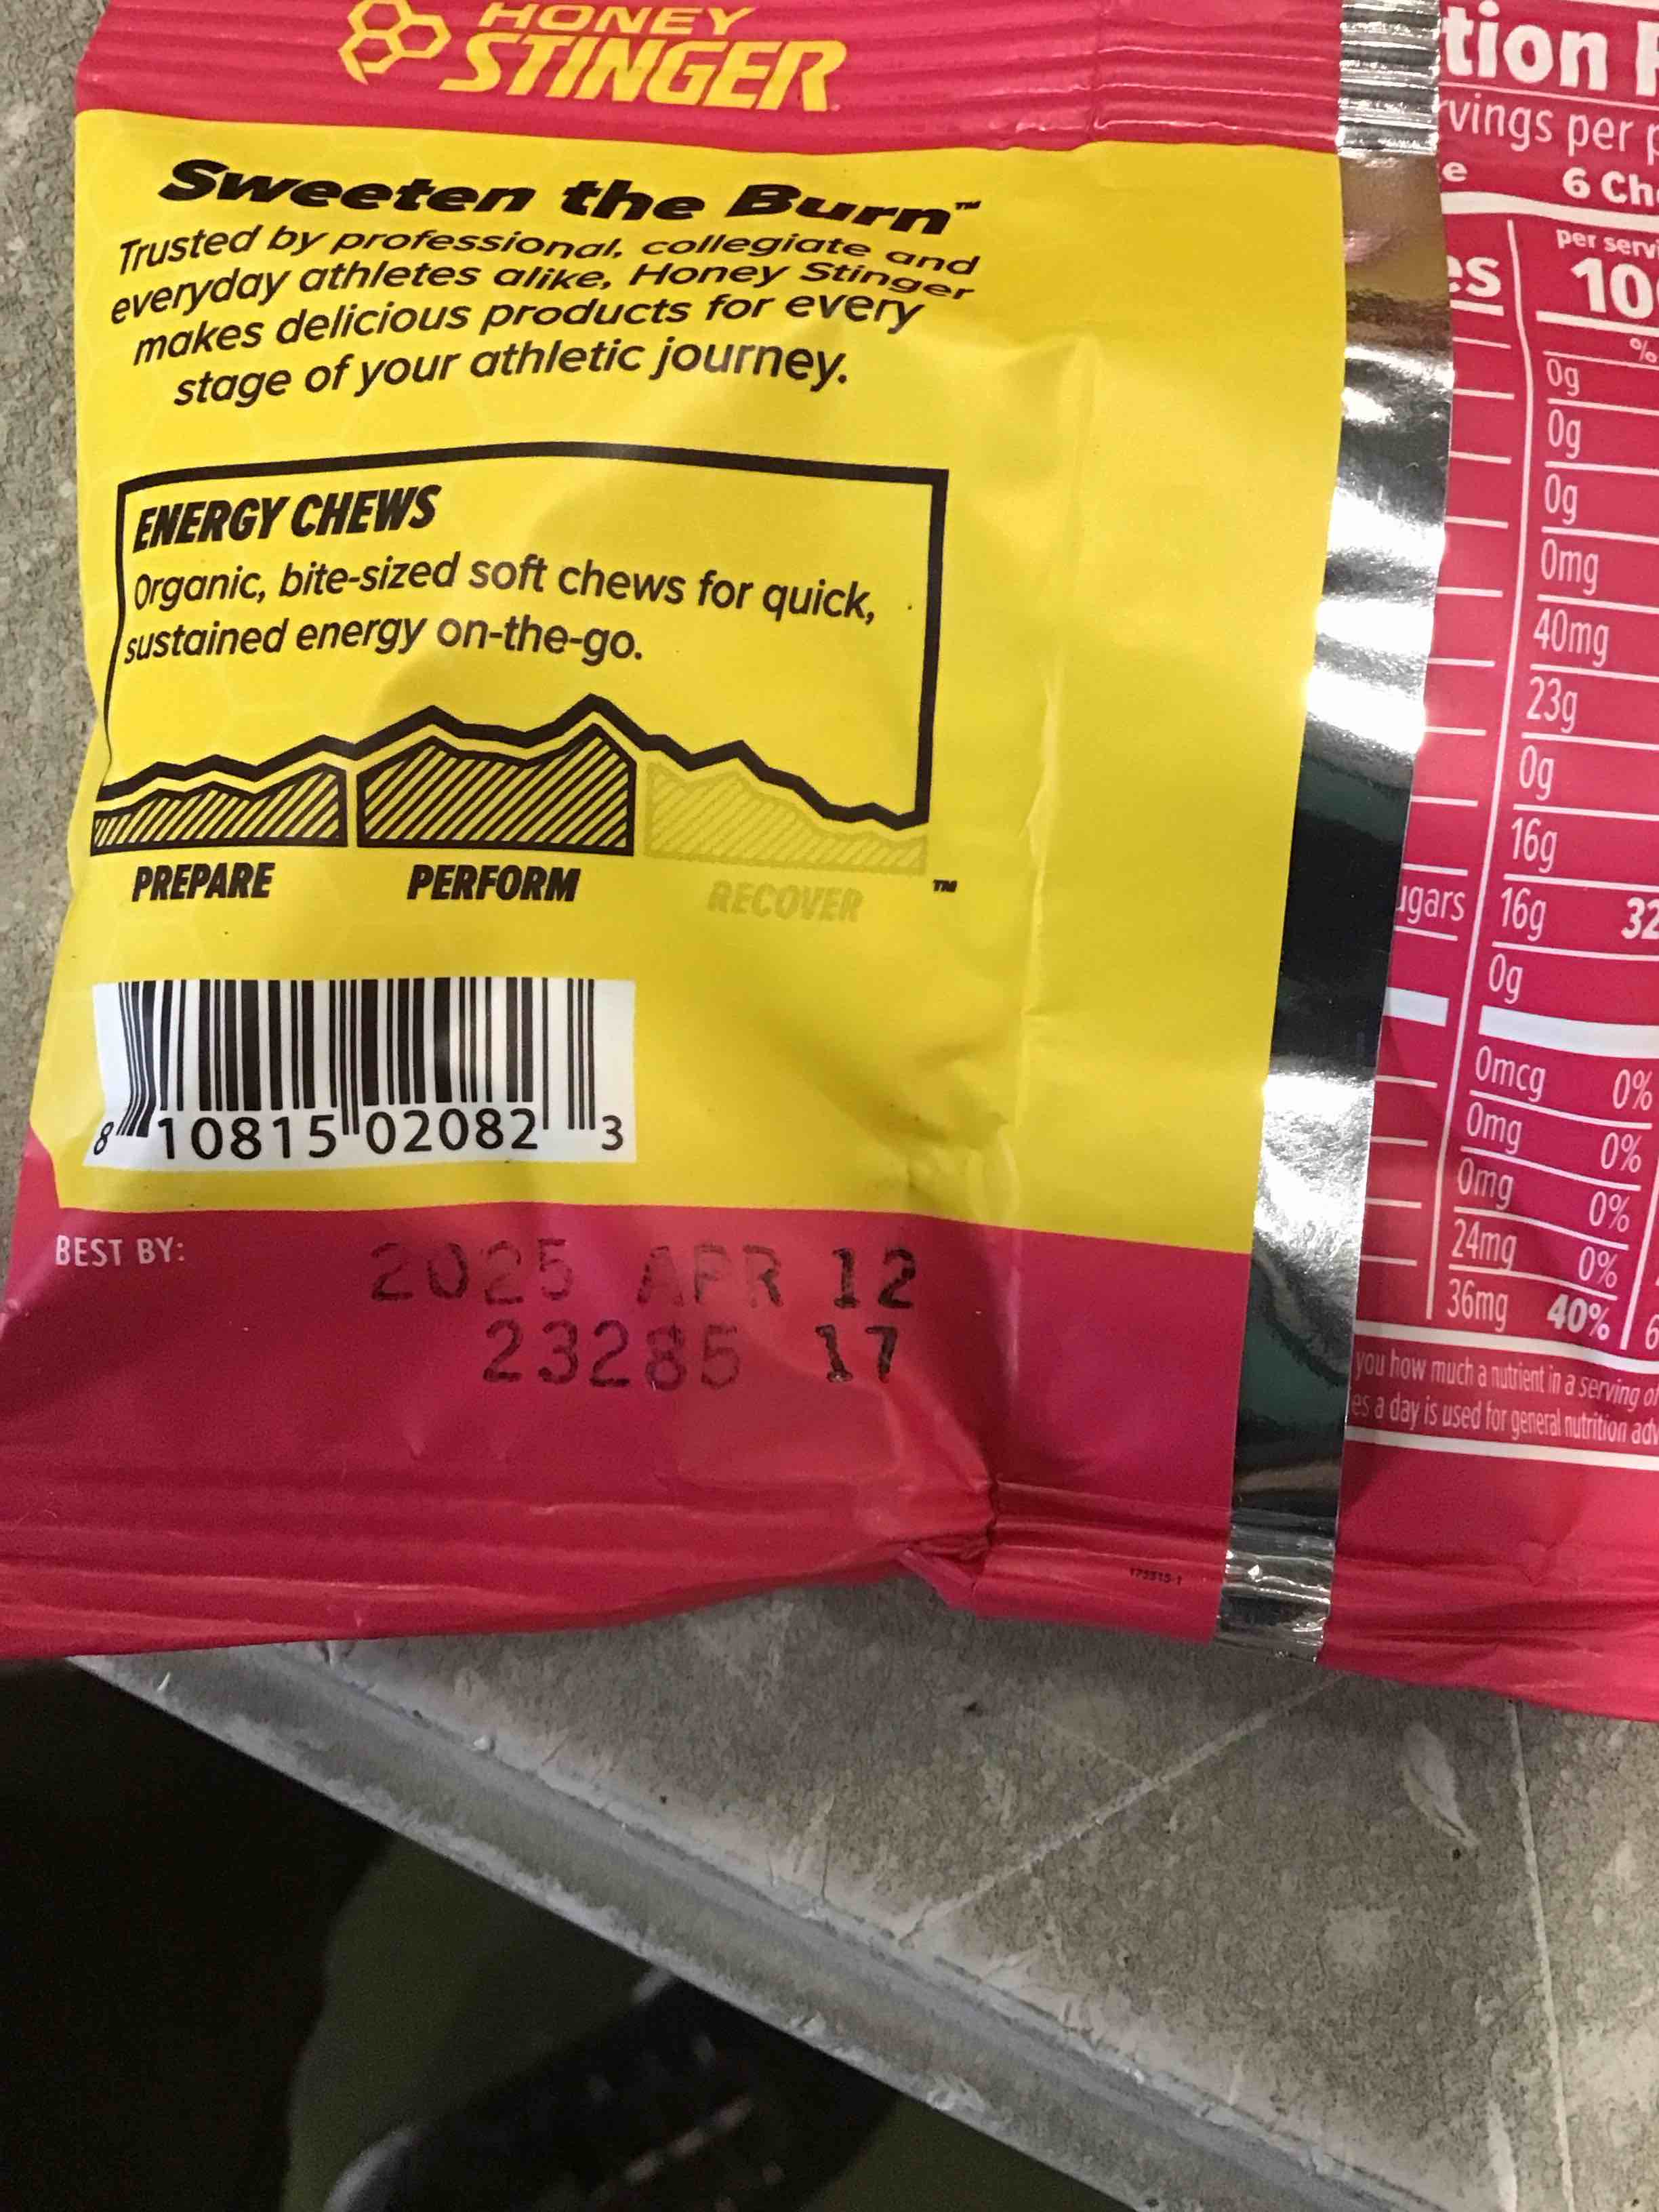 HONEY
STINGER
Sweeten the Burn™
Trusted by professional, collegiate and
everyday athletes alike, Honey Stinger
makes delicious products for every
stage of your athletic journey.
ENERGY CHEWS
Organic, bite-sized soft chews for quick,
sustained energy on-the-go.
PREPARE PERFORM RECOVER ™
8 10815 02082 3
BEST BY: 2025 APR 12
23285 17
173515-1
tion F
vings per p
e 6 Ch
per servi
es 10
%
0g
0g
0g
0mg
40mg
23g
0g
16g
ugars 16g 32
0g
0mcg 0%
0mg 0%
0mg 0%
24mg 0%
36mg 40% 6
you how much a nutrient in a serving of
es a day is used for general nutrition adv